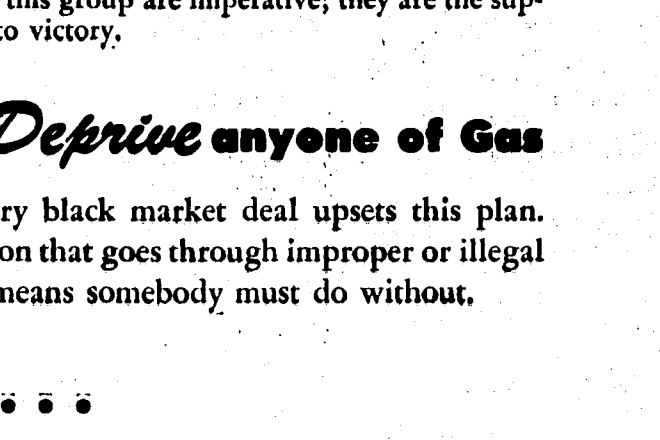 this group are imperative; they are the sup-
to victory.
Deprive anyone of Gas
ry black market deal upsets this plan.
on that goes through improper or illegal
means somebody must do without.